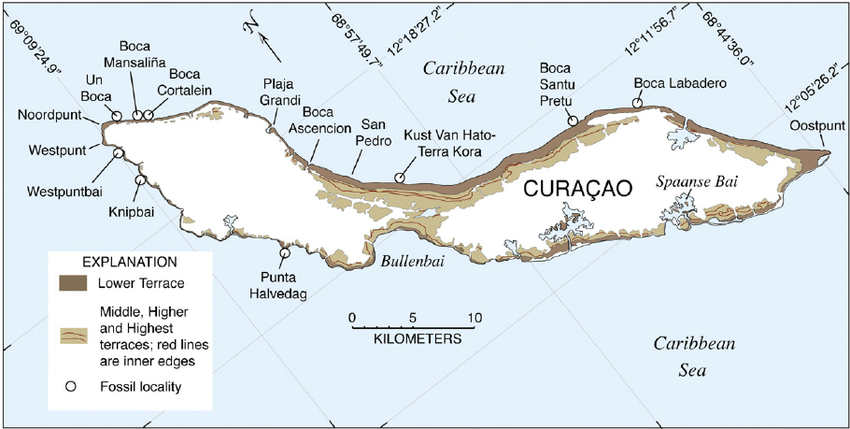 69°09'24.9"
N
68°57'49.7"
12°18'27.2"
12°11'56.7"
68°44'36.0"
12°05'26.2"
Caribbean
Sea
Boca
Mansaliña
Un
Boca
Boca
Cortalein
Noordpunt
Westpunt
Westpuntbai
Knipbai
Plaja
Grandi
Boca
Ascencion
San
Pedro
Kust Van Hato-
Terra Kora
Boca
Santu
Pretu
Boca Labadero
Oostpunt
CURAÇAO
Spaanse Bai
Bullenbai
Punta
Halvedag
EXPLANATION
Lower Terrace
Middle, Higher
and Highest
terraces; red lines
are inner edges
Fossil locality
0 5 10
KILOMETERS
Caribbean
Sea